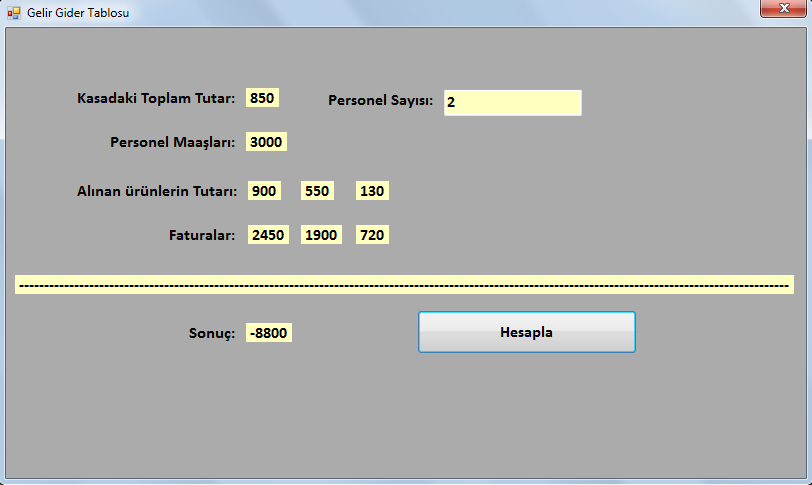 Gelir Gider Tablosu
Kasadaki Toplam Tutar: 850 Personel Sayısı: 2
Personel Maaşları: 3000
Alınan ürünlerin Tutarı: 900 550 130
Faturalar: 2450 1900 720
Sonuç: -8800 Hesapla